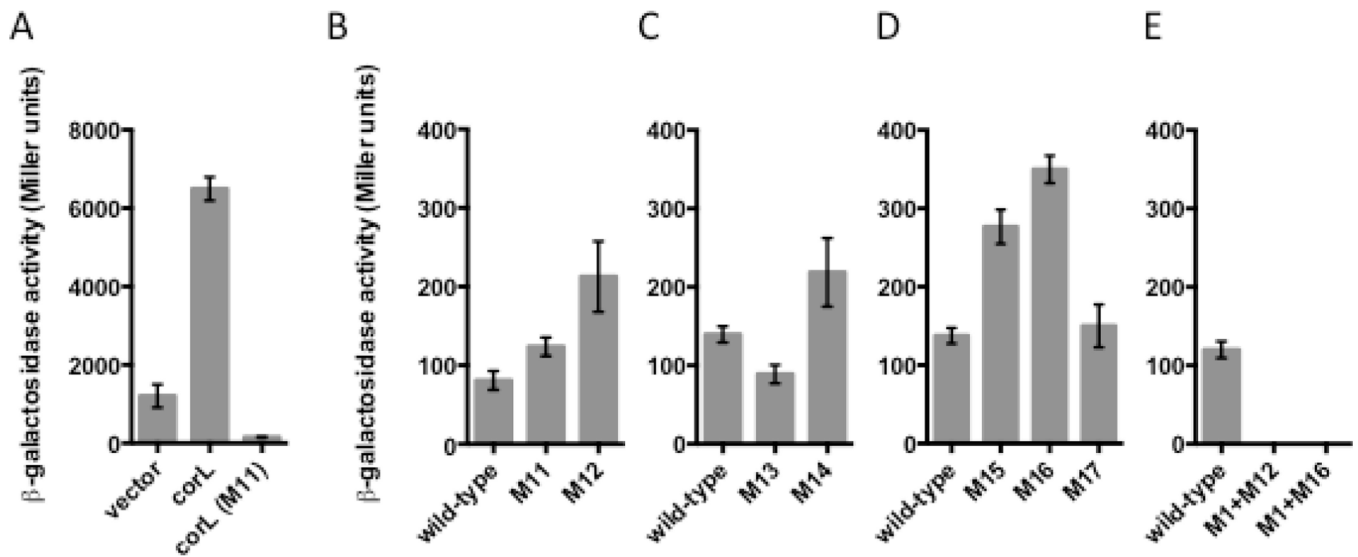 A
B
C
D
E
β-galactosidase activity (Miller units)
8000
6000
4000
2000
0
vector
corL
corL (M11)
β-galactosidase activity (Miller units)
400
300
200
100
0
wild-type
M11
M12
400
300
200
100
0
wild-type
M13
M14
400
300
200
100
0
wild-type
M15
M16
M17
400
300
200
100
0
wild-type
M1+M12
M1+M16